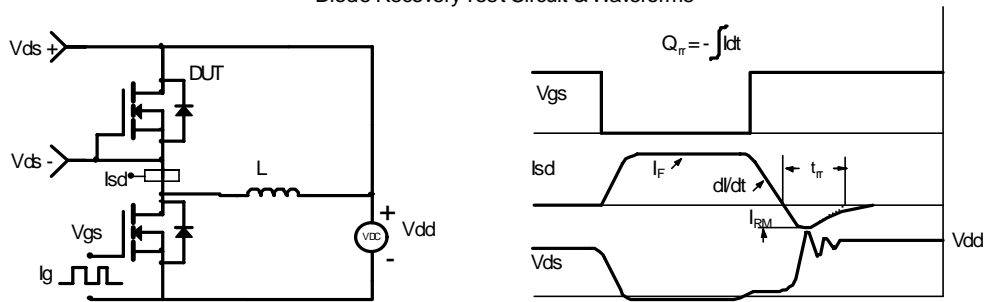 Diode Recovery Test Circuit & Waveforms
Vds +
DUT
Vds -
Isd
L
Vgs
Ig
+
VDC
-
Vdd
Qrr = - ∫Idt
Vgs
Isd
IF
dI/dt
trr
IRM
Vdd
Vds